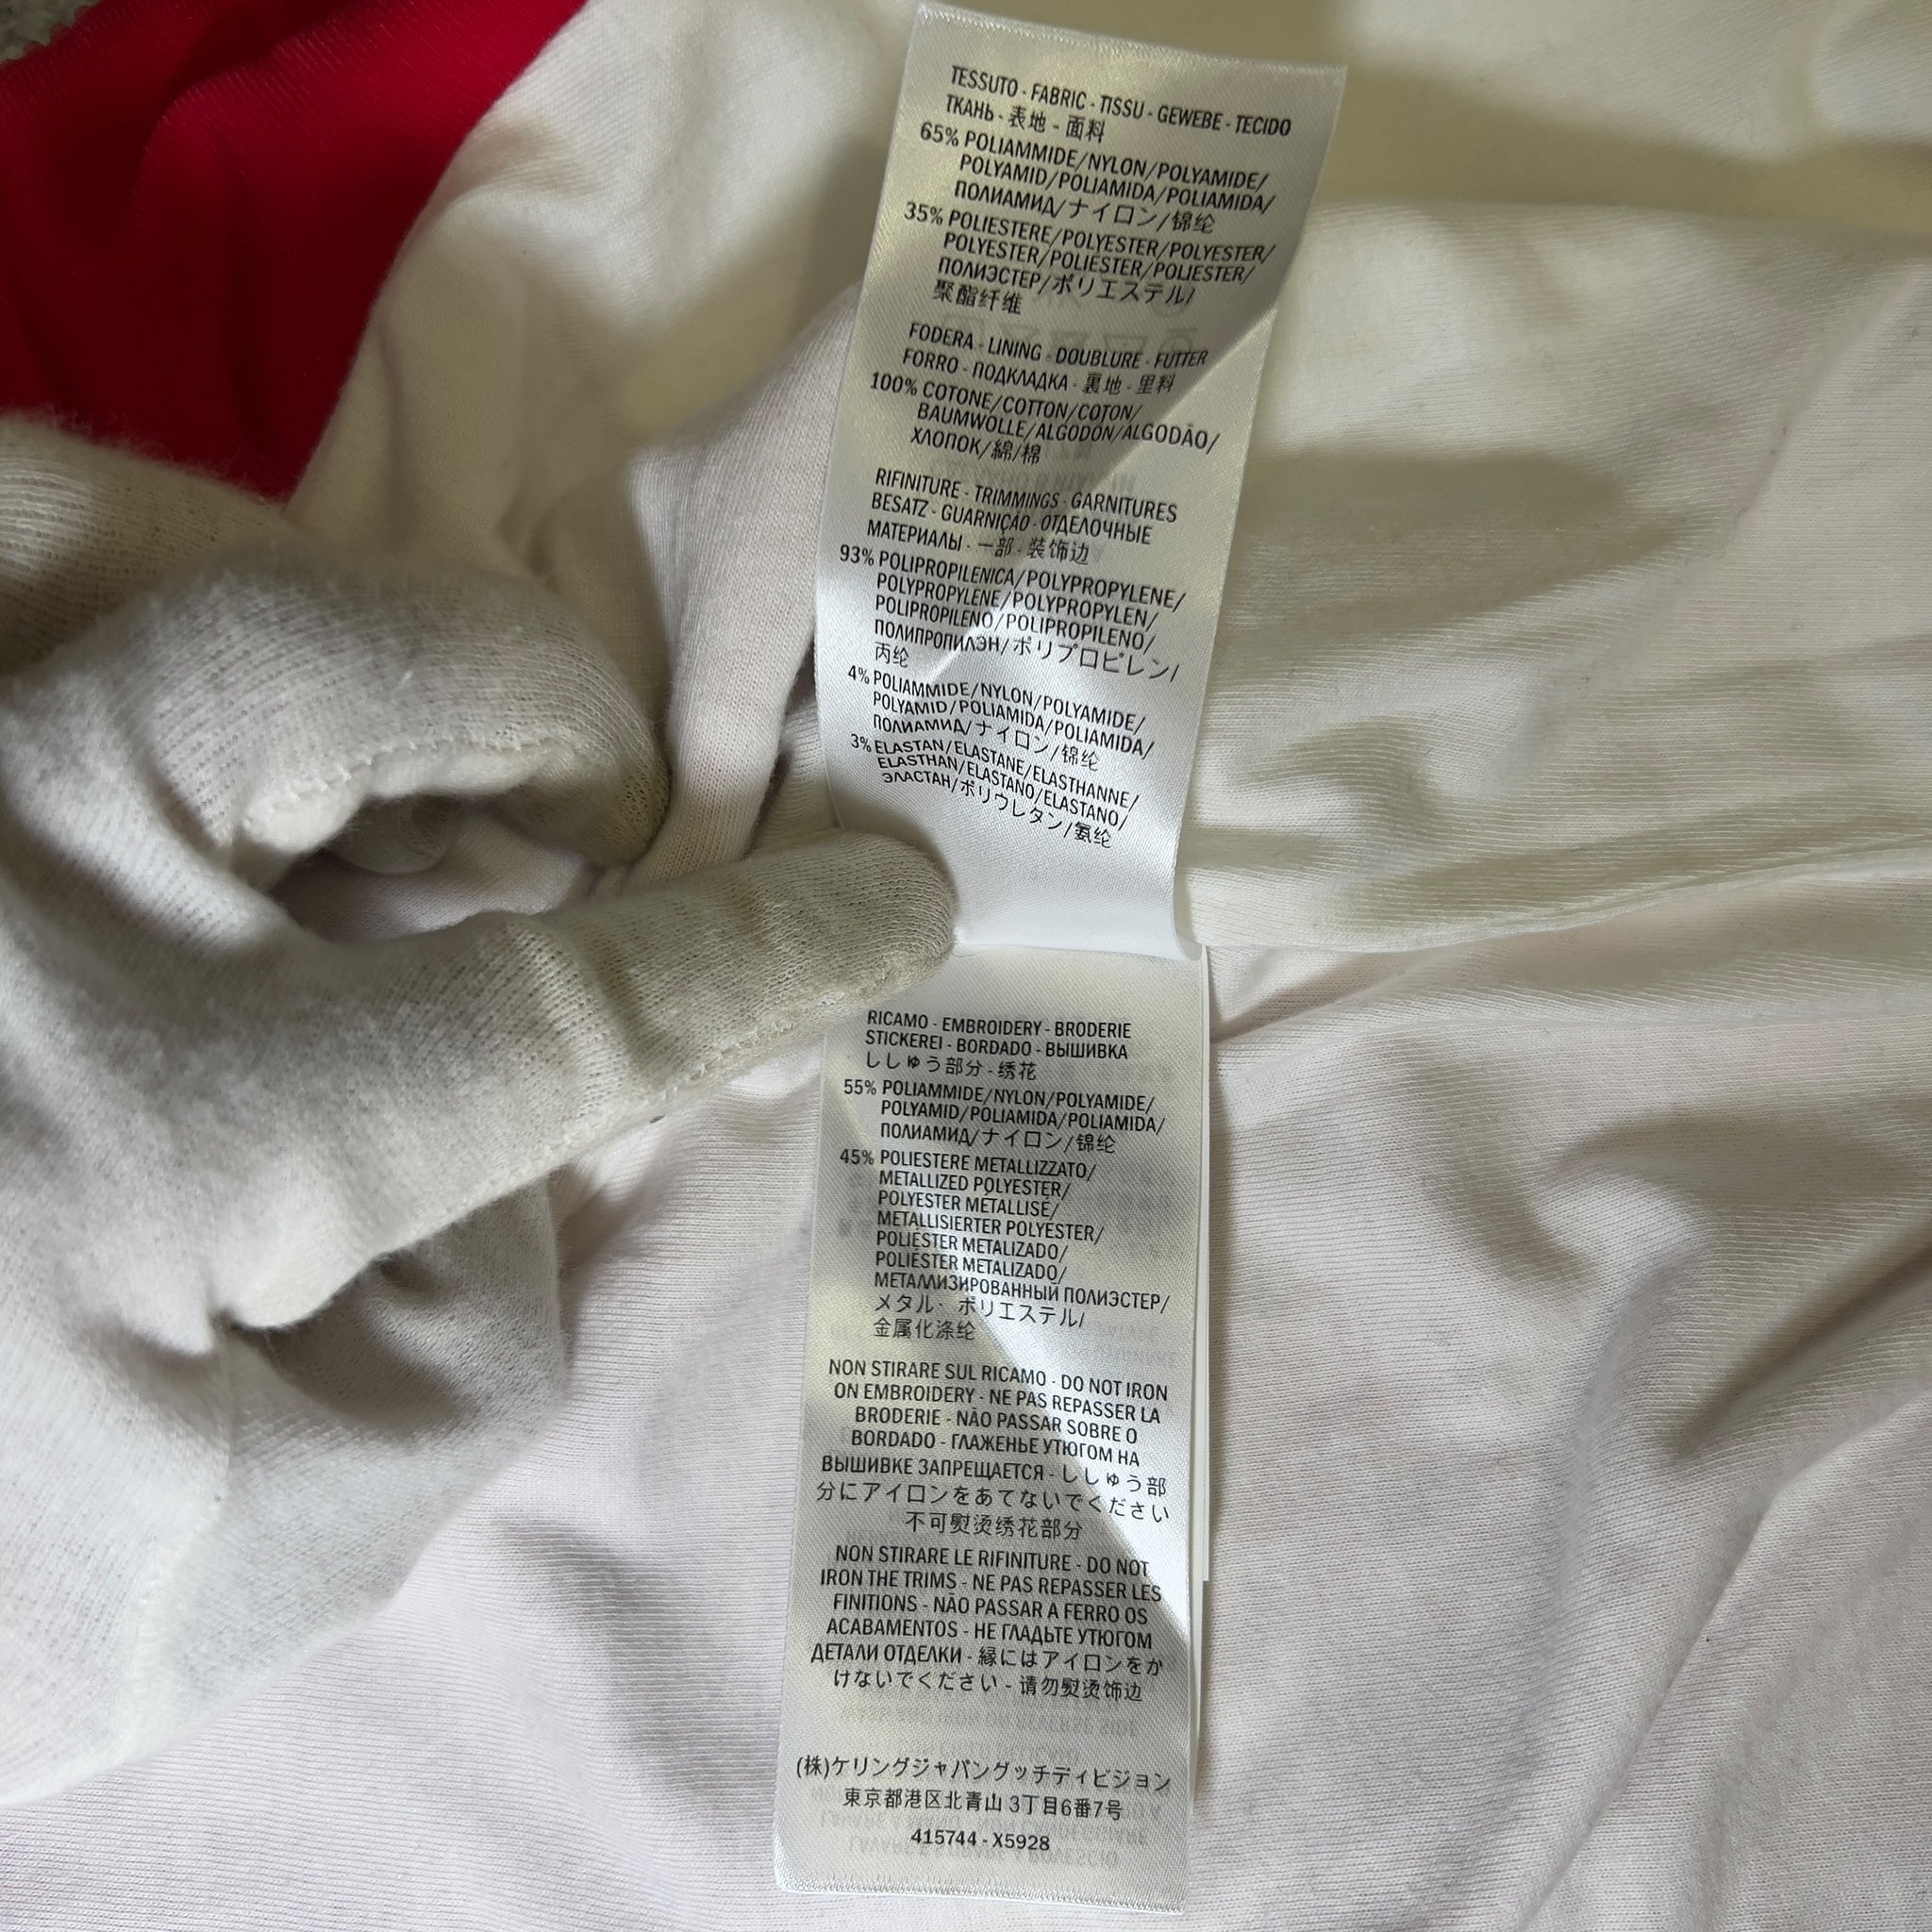 TESSUTO - FABRIC - TISSU - GEWEBE - TECIDO
ТКАНЬ - 表地 - 面料
65% POLIAMMIDE/NYLON/POLYAMIDE/
POLYAMID/POLIAMIDA/POLIAMIDA/
ПОЛИАМИД/ナイロン/锦纶
35% POLIESTERE/POLYESTER/POLYESTER/
POLYESTER/POLIESTER/POLIESTER/
ПОЛИЭСТЕР/ポリエステル/
聚酯纤维
FODERA - LINING - DOUBLURE - FUTTER
FORRO - ПОДКЛАДКА - 裏地 - 里料
100% COTONE/COTTON/COTON/
BAUMWOLLE/ALGODÓN/ALGODÃO/
ХЛОПОК/綿/棉
RIFINITURE - TRIMMINGS - GARNITURES
BESATZ - GUARNIÇÃO - ОТДЕЛОЧНЫЕ
МАТЕРИАЛЫ - 一部 - 装饰边
93% POLIPROPILENICA/POLYPROPYLENE/
POLYPROPYLENE/POLYPROPYLEN/
POLIPROPILENO/POLIPROPILENO/
ПОЛИПРОПИЛЭН/ポリプロピレン/
丙纶
4% POLIAMMIDE/NYLON/POLYAMIDE/
POLYAMID/POLIAMIDA/POLIAMIDA/
ПОЛИАМИД/ナイロン/锦纶
3% ELASTAN/ELASTANE/ELASTHANNE/
ELASTHAN/ELASTANO/ELASTANO/
ЭЛАСТАН/ポリウレタン/氨纶
RICAMO - EMBROIDERY - BRODERIE
STICKEREI - BORDADO - ВЫШИВКА
ししゅう部分 - 绣花
55% POLIAMMIDE/NYLON/POLYAMIDE/
POLYAMID/POLIAMIDA/POLIAMIDA/
ПОЛИАМИД/ナイロン/锦纶
45% POLIESTERE METALLIZZATO/
METALLIZED POLYESTER/
POLYESTER MÉTALLISÉ/
METALLISIERTER POLYESTER/
POLIÉSTER METALIZADO/
POLIÉSTER METALIZADO/
МЕТАЛЛИЗИРОВАННЫЙ ПОЛИЭСТЕР/
メタル・ポリエステル/
金属化涤纶
NON STIRARE SUL RICAMO - DO NOT IRON
ON EMBROIDERY - NE PAS REPASSER LA
BRODERIE - NÃO PASSAR SOBRE O
BORDADO - ГЛАЖЕНЬЕ УТЮГОМ НА
ВЫШИВКЕ ЗАПРЕЩАЕТСЯ - ししゅう部
分にアイロンをあてないでください
不可熨烫绣花部分
NON STIRARE LE RIFINITURE - DO NOT
IRON THE TRIMS - NE PAS REPASSER LES
FINITIONS - NÃO PASSAR A FERRO OS
ACABAMENTOS - НЕ ГЛАДЬТЕ УТЮГОМ
ДЕТАЛИ ОТДЕЛКИ - 縁にはアイロンをか
けないでください - 请勿熨烫饰边
(株)ケリングジャパングッチディビジョン
東京都港区北青山 3丁目6番7号
415744 - X5928